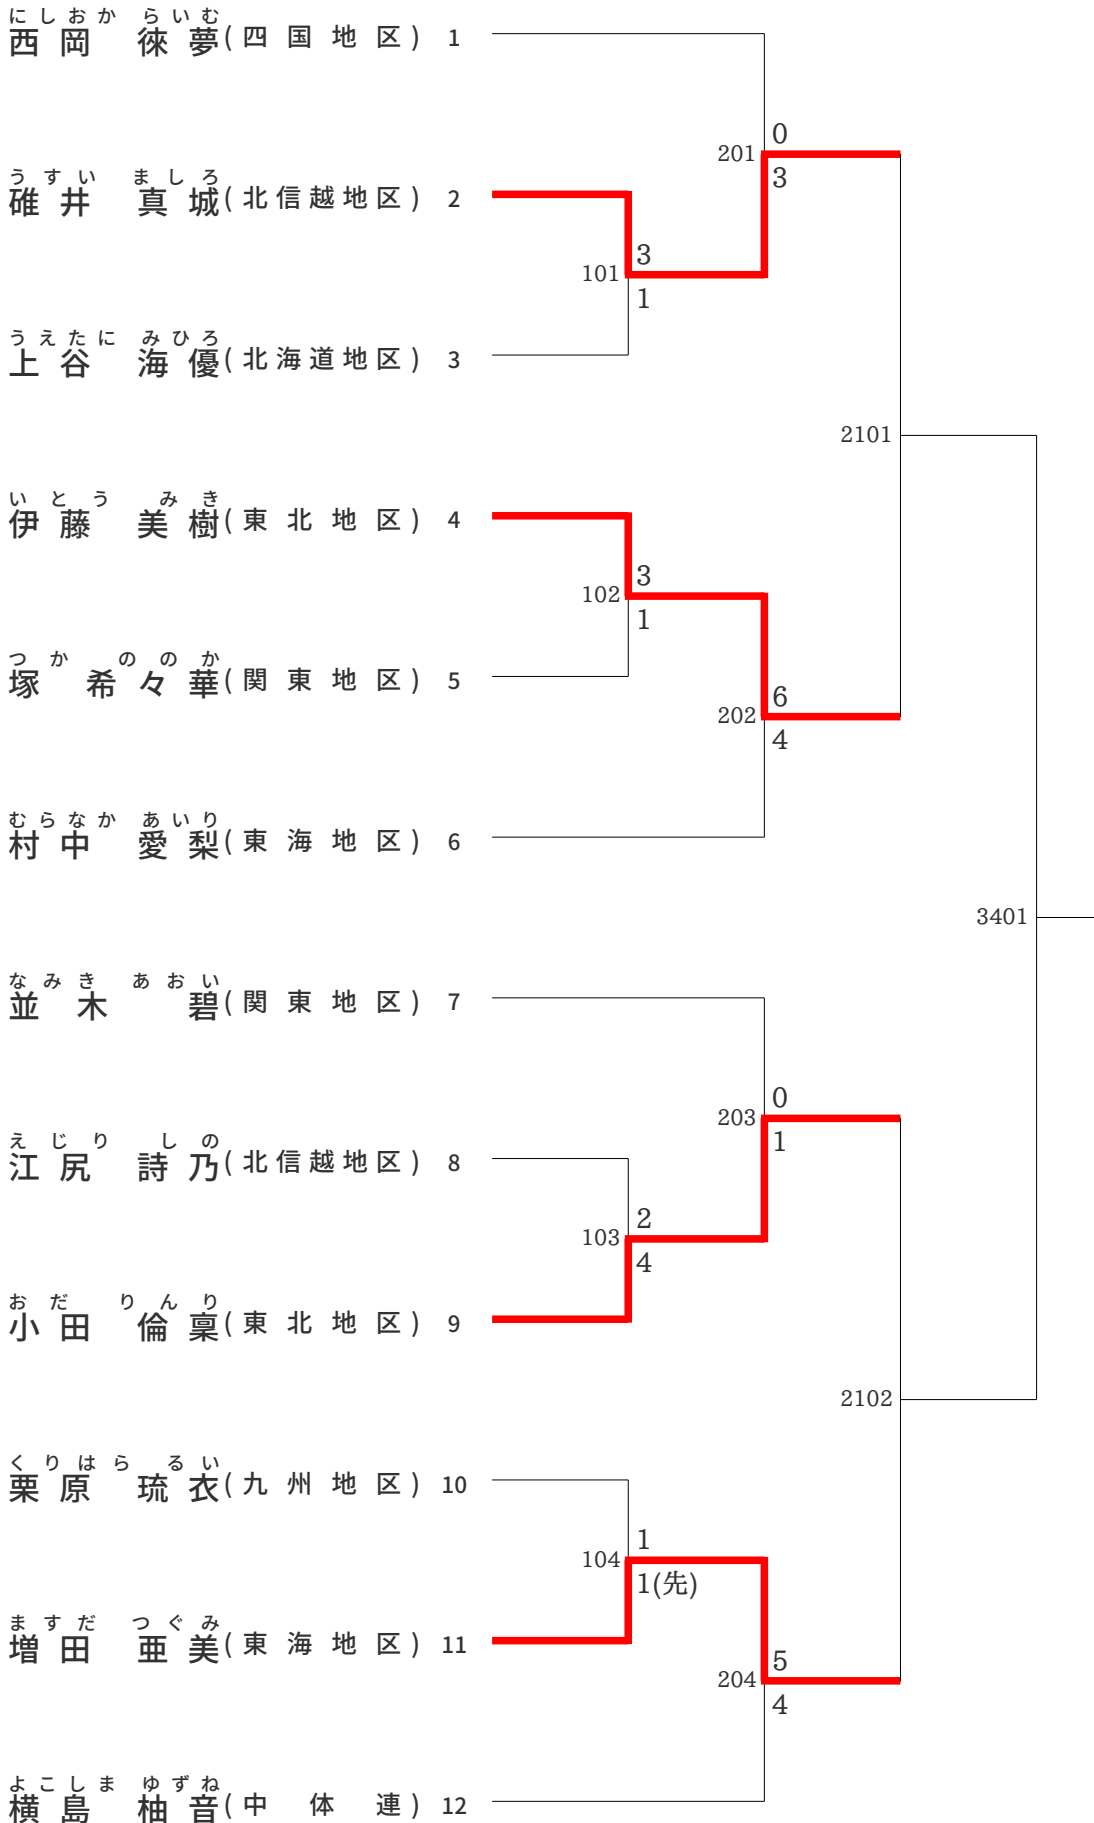 にしおか らいむ
西岡 徠夢(四国地区) 1
0
201
3
うすい ましろ
碓井 真城(北信越地区) 2
3
101
1
うえたに みひろ
上谷 海優(北海道地区) 3
2101
いとう みき
伊藤 美樹(東北地区) 4
3
102
1
つか ののか
塚 希々華(関東地区) 5
6
202
4
むらなか あいり
村中 愛梨(東海地区) 6
3401
なみき あおい
並木 碧(関東地区) 7
0
203
1
えじり しの
江尻 詩乃(北信越地区) 8
2
103
4
おだ りんり
小田 倫稟(東北地区) 9
2102
くりはら るい
栗原 琉衣(九州地区) 10
1
104
1(先)
ますだ つぐみ
増田 亜美(東海地区) 11
5
204
4
よこしま ゆずね
横島 柚音(中体連) 12